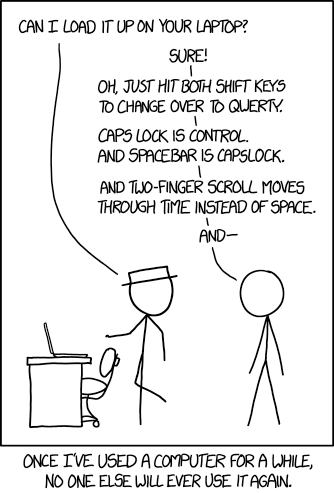 CAN I LOAD IT UP ON YOUR LAPTOP?
SURE!
OH, JUST HIT BOTH SHIFT KEYS
TO CHANGE OVER TO QWERTY.
CAPS LOCK IS CONTROL.
AND SPACEBAR IS CAPSLOCK.
AND TWO-FINGER SCROLL MOVES
THROUGH TIME INSTEAD OF SPACE.
AND—
ONCE I'VE USED A COMPUTER FOR A WHILE,
NO ONE ELSE WILL EVER USE IT AGAIN.